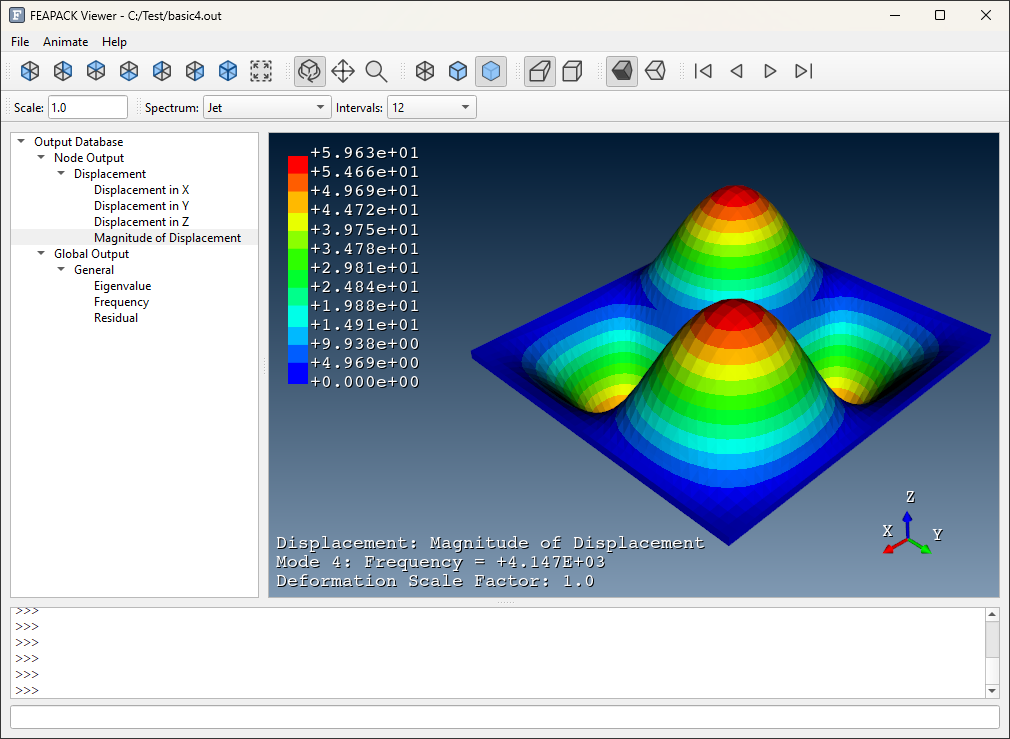 FEAPACK Viewer - C:/Test/basic4.out
File Animate Help
Scale: 1.0 Spectrum: Jet Intervals: 12
Output Database
Node Output
Displacement
Displacement in X
Displacement in Y
Displacement in Z
Magnitude of Displacement
Global Output
General
Eigenvalue
Frequency
Residual
+5.963e+01
+5.466e+01
+4.969e+01
+4.472e+01
+3.975e+01
+3.478e+01
+2.981e+01
+2.484e+01
+1.988e+01
+1.491e+01
+9.938e+00
+4.969e+00
+0.000e+00
Z
X
Y
Displacement: Magnitude of Displacement
Mode 4: Frequency = +4.147E+03
Deformation Scale Factor: 1.0
>>>
>>>
>>>
>>>
>>>
>>>